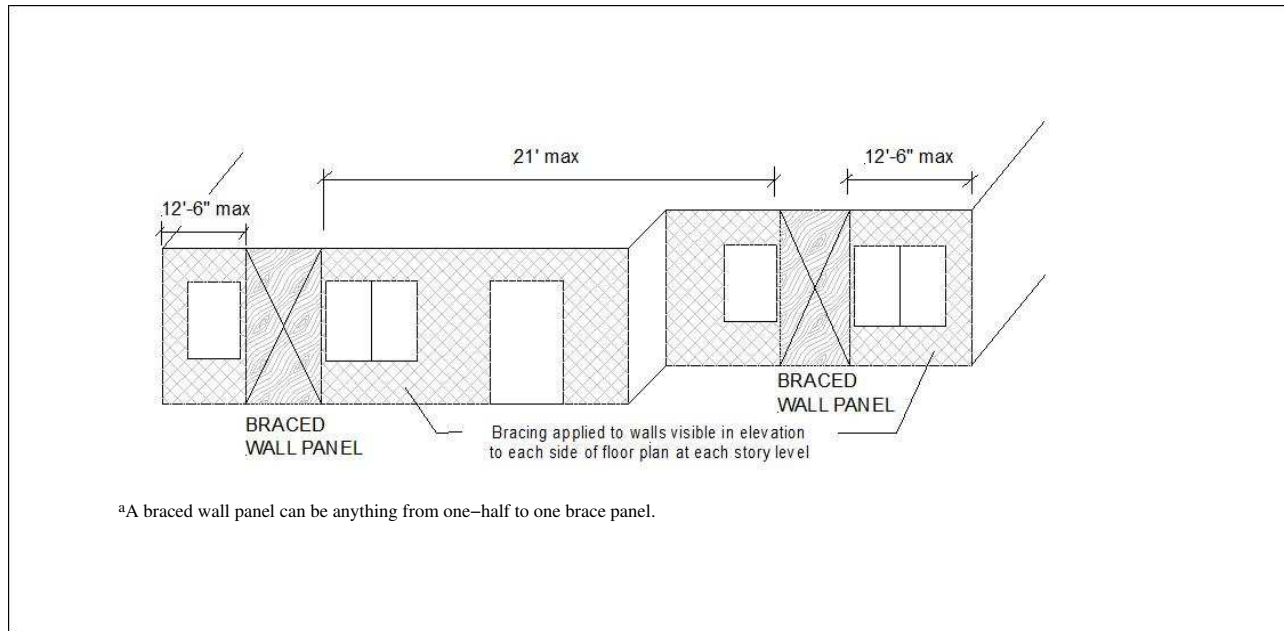 21' max
12'-6" max
12'-6" max
BRACED
WALL PANEL
BRACED
WALL PANEL
Bracing applied to walls visible in elevation
to each side of floor plan at each story level
ᵃA braced wall panel can be anything from one−half to one brace panel.